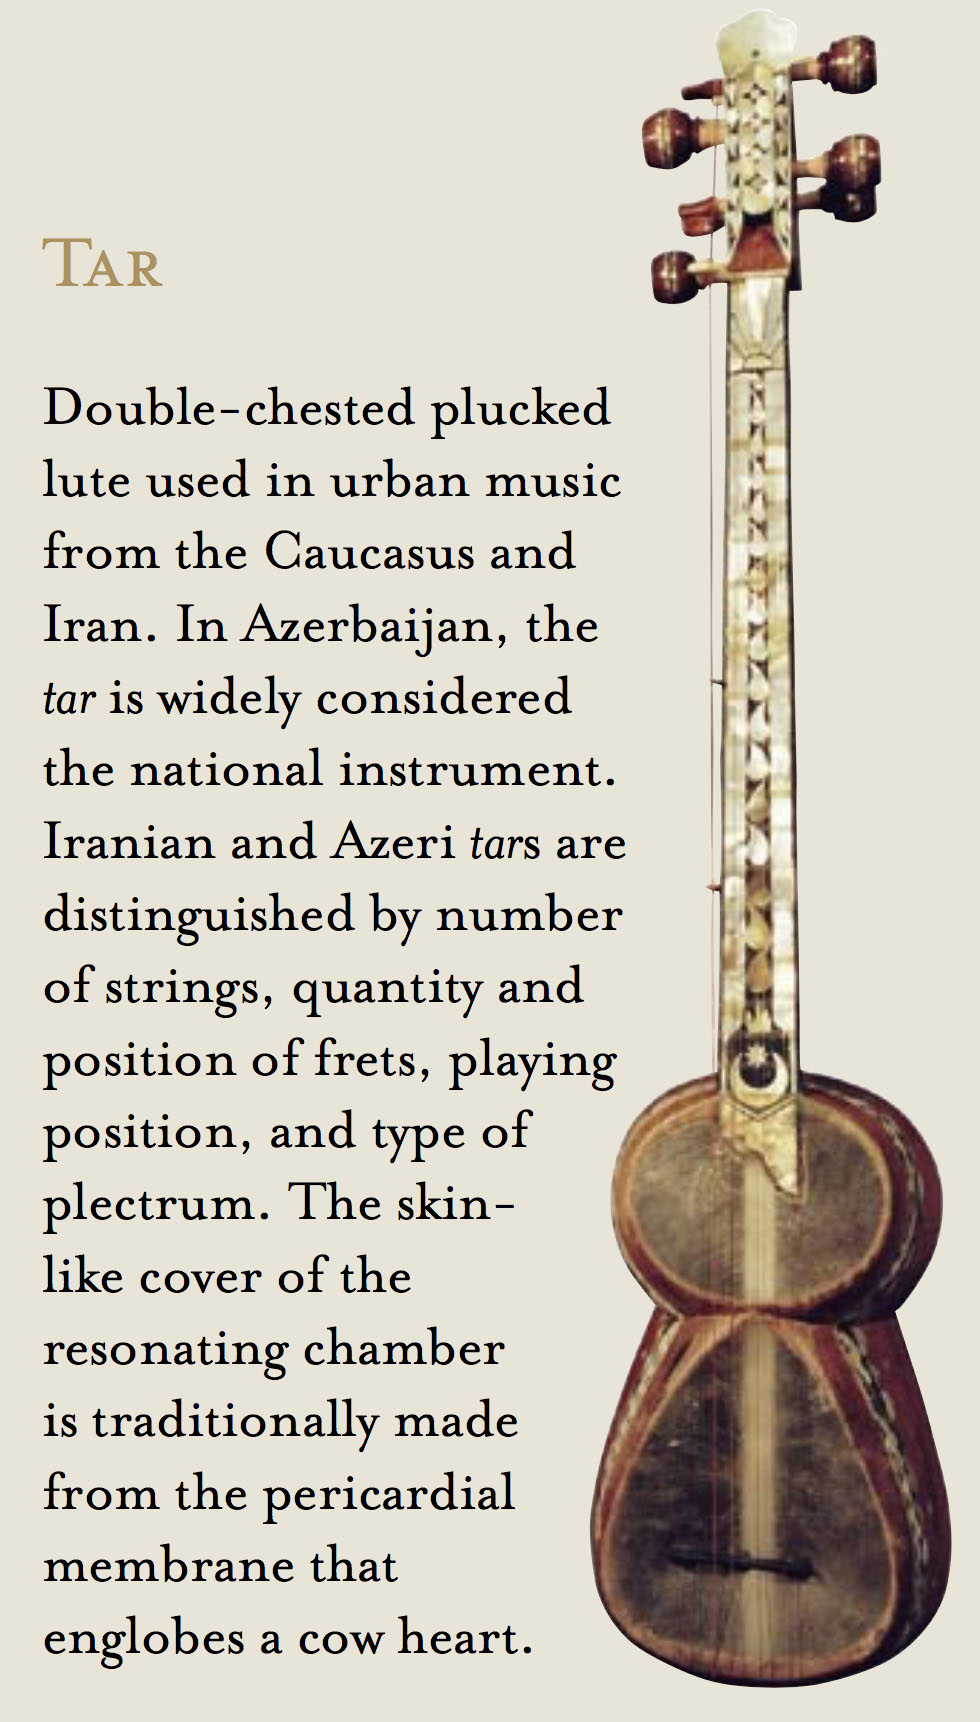 TAR
Double-chested plucked
lute used in urban music
from the Caucasus and
Iran. In Azerbaijan, the
tar is widely considered
the national instrument.
Iranian and Azeri tars are
distinguished by number
of strings, quantity and
position of frets, playing
position, and type of
plectrum. The skin-
like cover of the
resonating chamber
is traditionally made
from the pericardial
membrane that
englobes a cow heart.